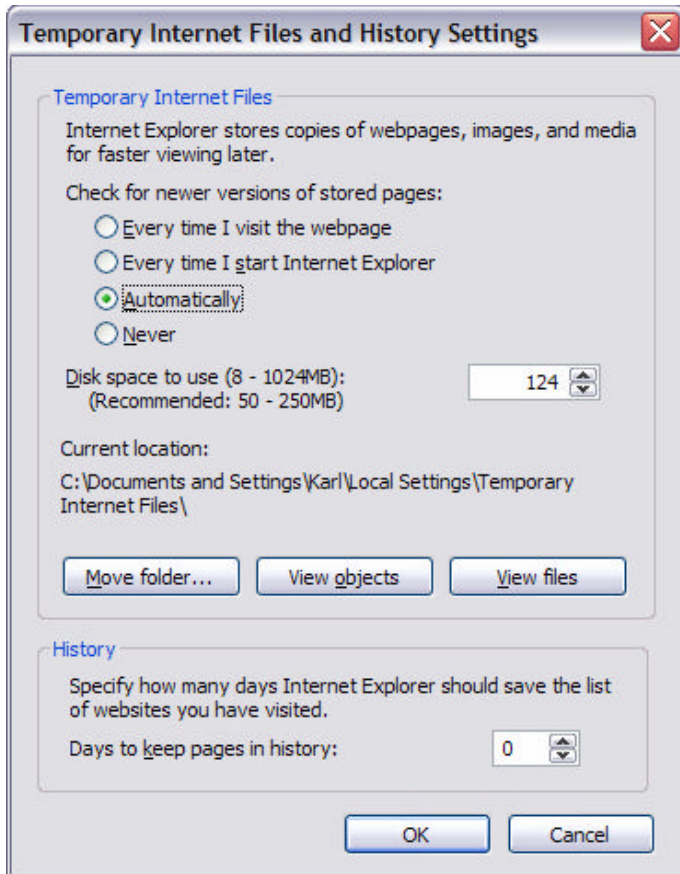 Temporary Internet Files and History Settings
Temporary Internet Files
Internet Explorer stores copies of webpages, images, and media
for faster viewing later.
Check for newer versions of stored pages:
Every time I visit the webpage
Every time I start Internet Explorer
Automatically
Never
Disk space to use (8 - 1024MB): 124
(Recommended: 50 - 250MB)
Current location:
C:\Documents and Settings\Karl\Local Settings\Temporary
Internet Files\
Move folder... View objects View files
History
Specify how many days Internet Explorer should save the list
of websites you have visited.
Days to keep pages in history: 0
OK Cancel